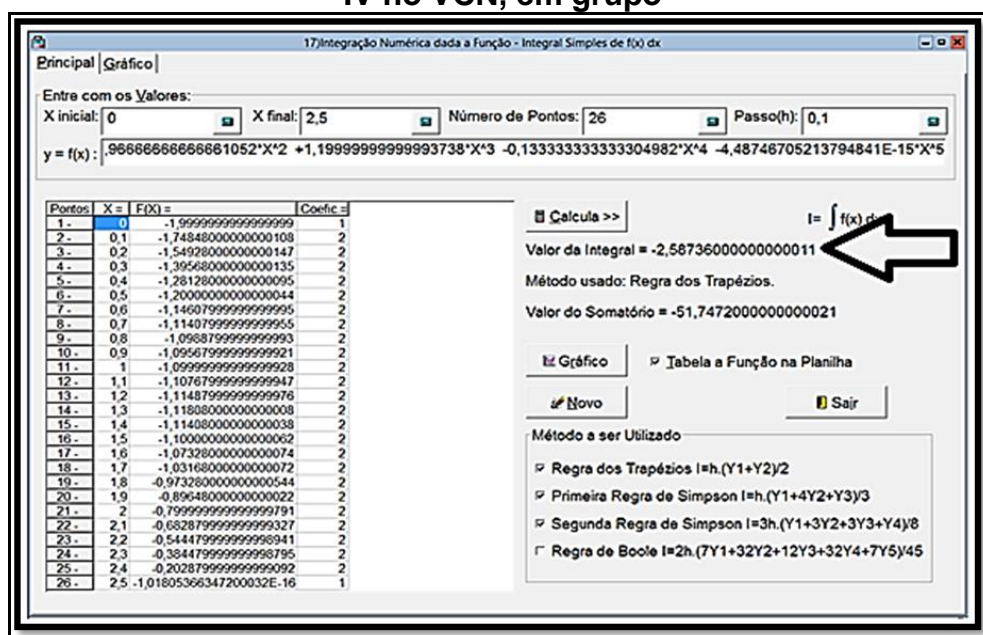 IV no VCN, em grupo
17)Integração Numérica dada a Função - Integral Simples de f(x) dx
Principal Gráfico
Entre com os Valores:
X inicial: 0 X final: 2,5 Número de Pontos: 26 Passo(h): 0,1
y = f(x) : ,96666666666661052*X^2 +1,19999999999993738*X^3 -0,133333333333304982*X^4 -4,48746705213794841E-15*X^5
Pontos X = F(X) = Coefic =
1 - 0 -1,9999999999999999 1
2 - 0,1 -1,74848000000000108 2
3 - 0,2 -1,54928000000000147 2
4 - 0,3 -1,39568000000000135 2
5 - 0,4 -1,28128000000000095 2
6 - 0,5 -1,20000000000000044 2
7 - 0,6 -1,14607999999999995 2
8 - 0,7 -1,11407999999999955 2
9 - 0,8 -1,0988799999999993 2
10 - 0,9 -1,09567999999999921 2
11 - 1 -1,09999999999999928 2
12 - 1,1 -1,10767999999999947 2
13 - 1,2 -1,11487999999999976 2
14 - 1,3 -1,11808000000000008 2
15 - 1,4 -1,11408000000000038 2
16 - 1,5 -1,10000000000000062 2
17 - 1,6 -1,07328000000000074 2
18 - 1,7 -1,03168000000000072 2
19 - 1,8 -0,973280000000000544 2
20 - 1,9 -0,89648000000000022 2
21 - 2 -0,799999999999999791 2
22 - 2,1 -0,682879999999999327 2
23 - 2,2 -0,544479999999998941 2
24 - 2,3 -0,384479999999998795 2
25 - 2,4 -0,202879999999999092 2
26 - 2,5 -1,01805366347200032E-16 1
Calcula >> I= ∫ f(x) dx
Valor da Integral = -2,58736000000000011
Método usado: Regra dos Trapézios.
Valor do Somatório = -51,7472000000000021
Gráfico Tabela a Função na Planilha
Novo Sair
Método a ser Utilizado
Regra dos Trapézios I=h.(Y1+Y2)/2
Primeira Regra de Simpson I=h.(Y1+4Y2+Y3)/3
Segunda Regra de Simpson I=3h.(Y1+3Y2+3Y3+Y4)/8
Regra de Boole I=2h.(7Y1+32Y2+12Y3+32Y4+7Y5)/45